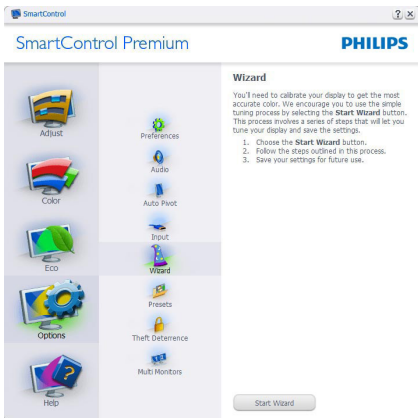 SmartControl
SmartControl Premium
PHILIPS
Adjust
Color
Eco
Options
Help
Preferences
Audio
Auto Pivot
Input
Wizard
Presets
Theft Deterrence
Multi Monitors
Wizard
You'll need to calibrate your display to get the most
accurate color. We encourage you to use the simple
tuning process by selecting the Start Wizard button.
This process involves a series of steps that will let you
tune your display and save the settings.
1. Choose the Start Wizard button.
2. Follow the steps outlined in this process.
3. Save your settings for future use.
Start Wizard